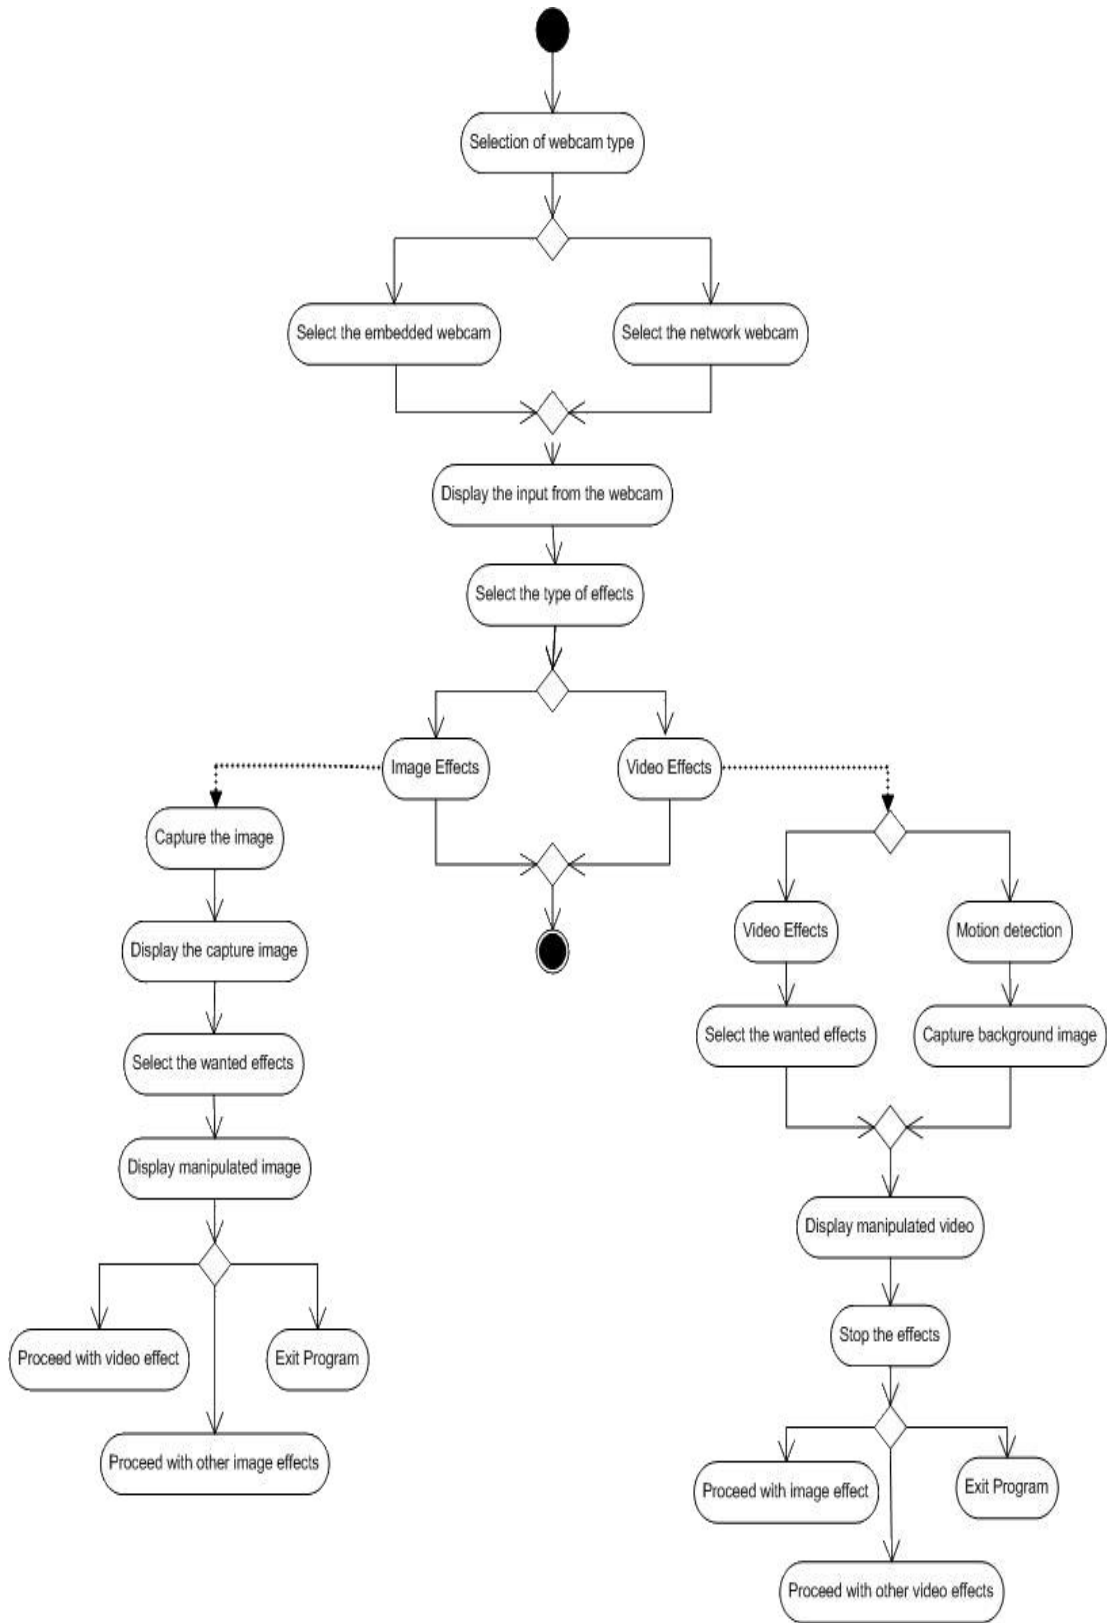 Selection of webcam type
Select the embedded webcam
Select the network webcam
Display the input from the webcam
Select the type of effects
Image Effects
Video Effects
Capture the image
Display the capture image
Select the wanted effects
Display manipulated image
Proceed with video effect
Exit Program
Proceed with other image effects
Video Effects
Motion detection
Select the wanted effects
Capture background image
Display manipulated video
Stop the effects
Proceed with image effect
Exit Program
Proceed with other video effects